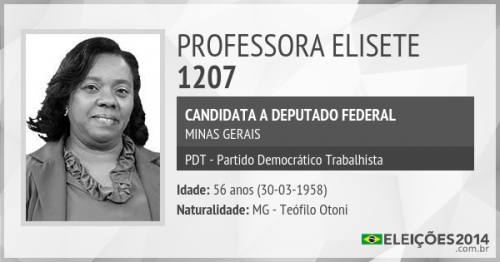 PROFESSORA ELISETE
1207
CANDIDATA A DEPUTADO FEDERAL
MINAS GERAIS
PDT - Partido Democrático Trabalhista
Idade: 56 anos (30-03-1958)
Naturalidade: MG - Teófilo Otoni
ELEIÇÕES2014
.com.br